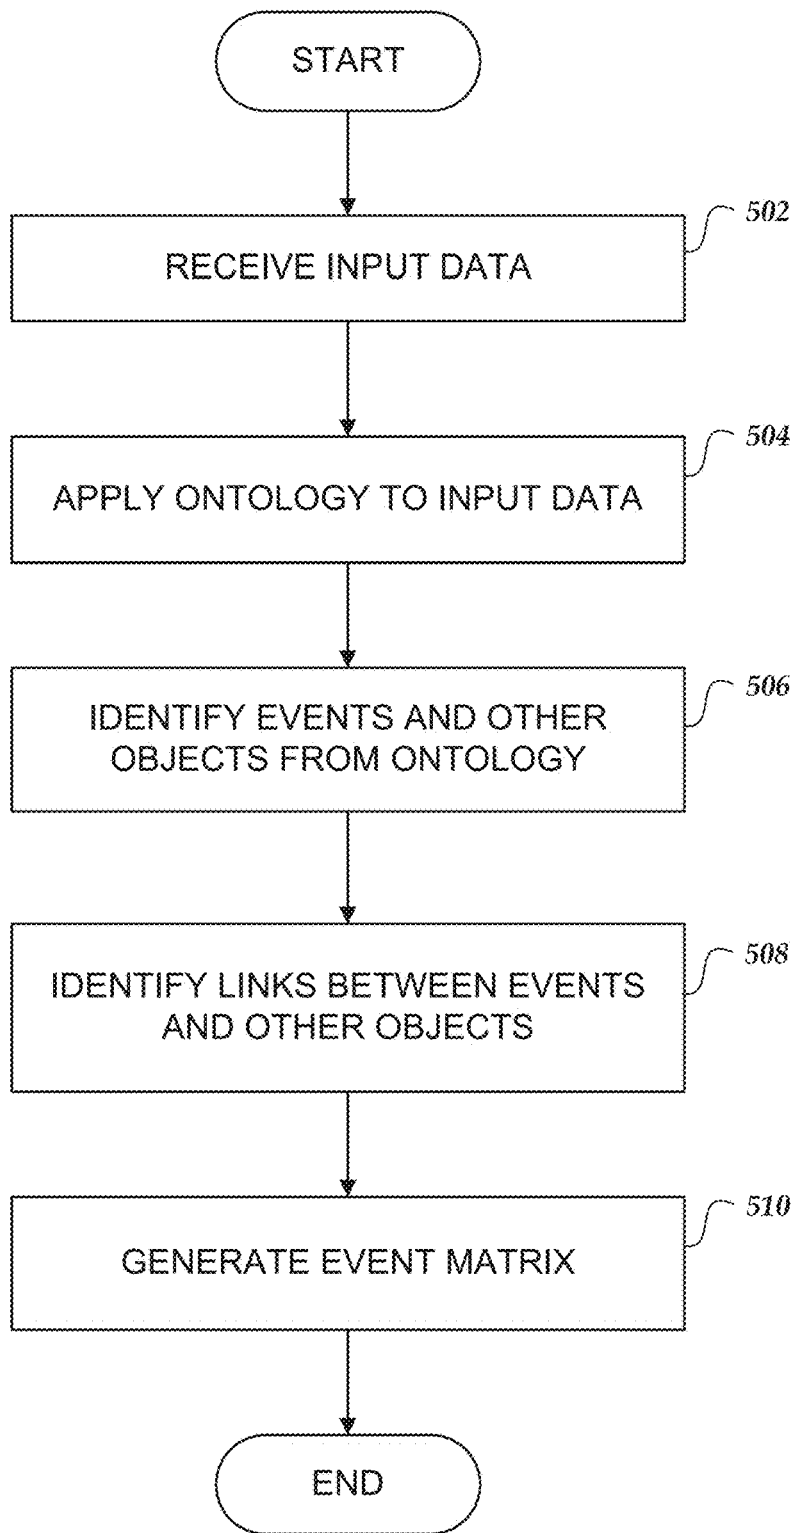 START
502
RECEIVE INPUT DATA
504
APPLY ONTOLOGY TO INPUT DATA
506
IDENTIFY EVENTS AND OTHER
OBJECTS FROM ONTOLOGY
508
IDENTIFY LINKS BETWEEN EVENTS
AND OTHER OBJECTS
510
GENERATE EVENT MATRIX
END